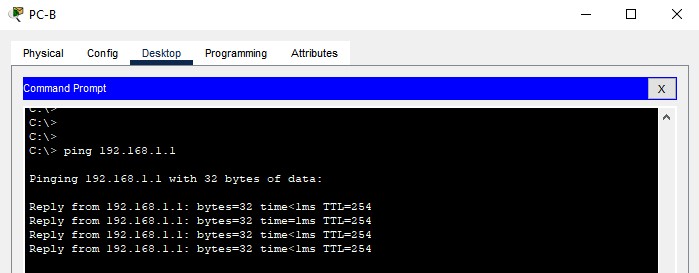 PC-B
Physical Config Desktop Programming Attributes
Command Prompt X
C:\>
C:\>
C:\>
C:\> ping 192.168.1.1
Pinging 192.168.1.1 with 32 bytes of data:
Reply from 192.168.1.1: bytes=32 time<1ms TTL=254
Reply from 192.168.1.1: bytes=32 time=1ms TTL=254
Reply from 192.168.1.1: bytes=32 time<1ms TTL=254
Reply from 192.168.1.1: bytes=32 time<1ms TTL=254